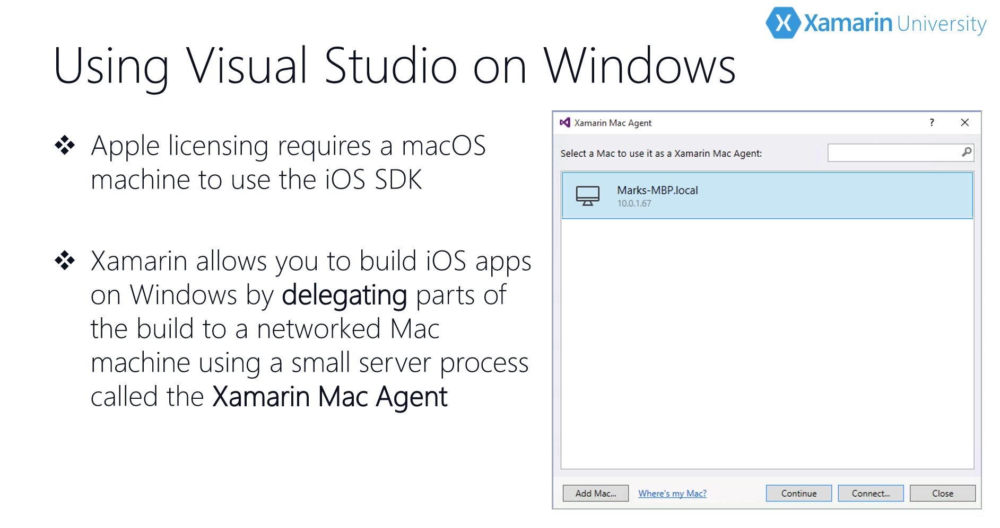 Xamarin University
Using Visual Studio on Windows
❖ Apple licensing requires a macOS
machine to use the iOS SDK
❖ Xamarin allows you to build iOS apps
on Windows by delegating parts of
the build to a networked Mac
machine using a small server process
called the Xamarin Mac Agent
Xamarin Mac Agent ?
Select a Mac to use it as a Xamarin Mac Agent:
Marks-MBP.local
10.0.1.67
Add Mac... Where's my Mac? Continue Connect... Close